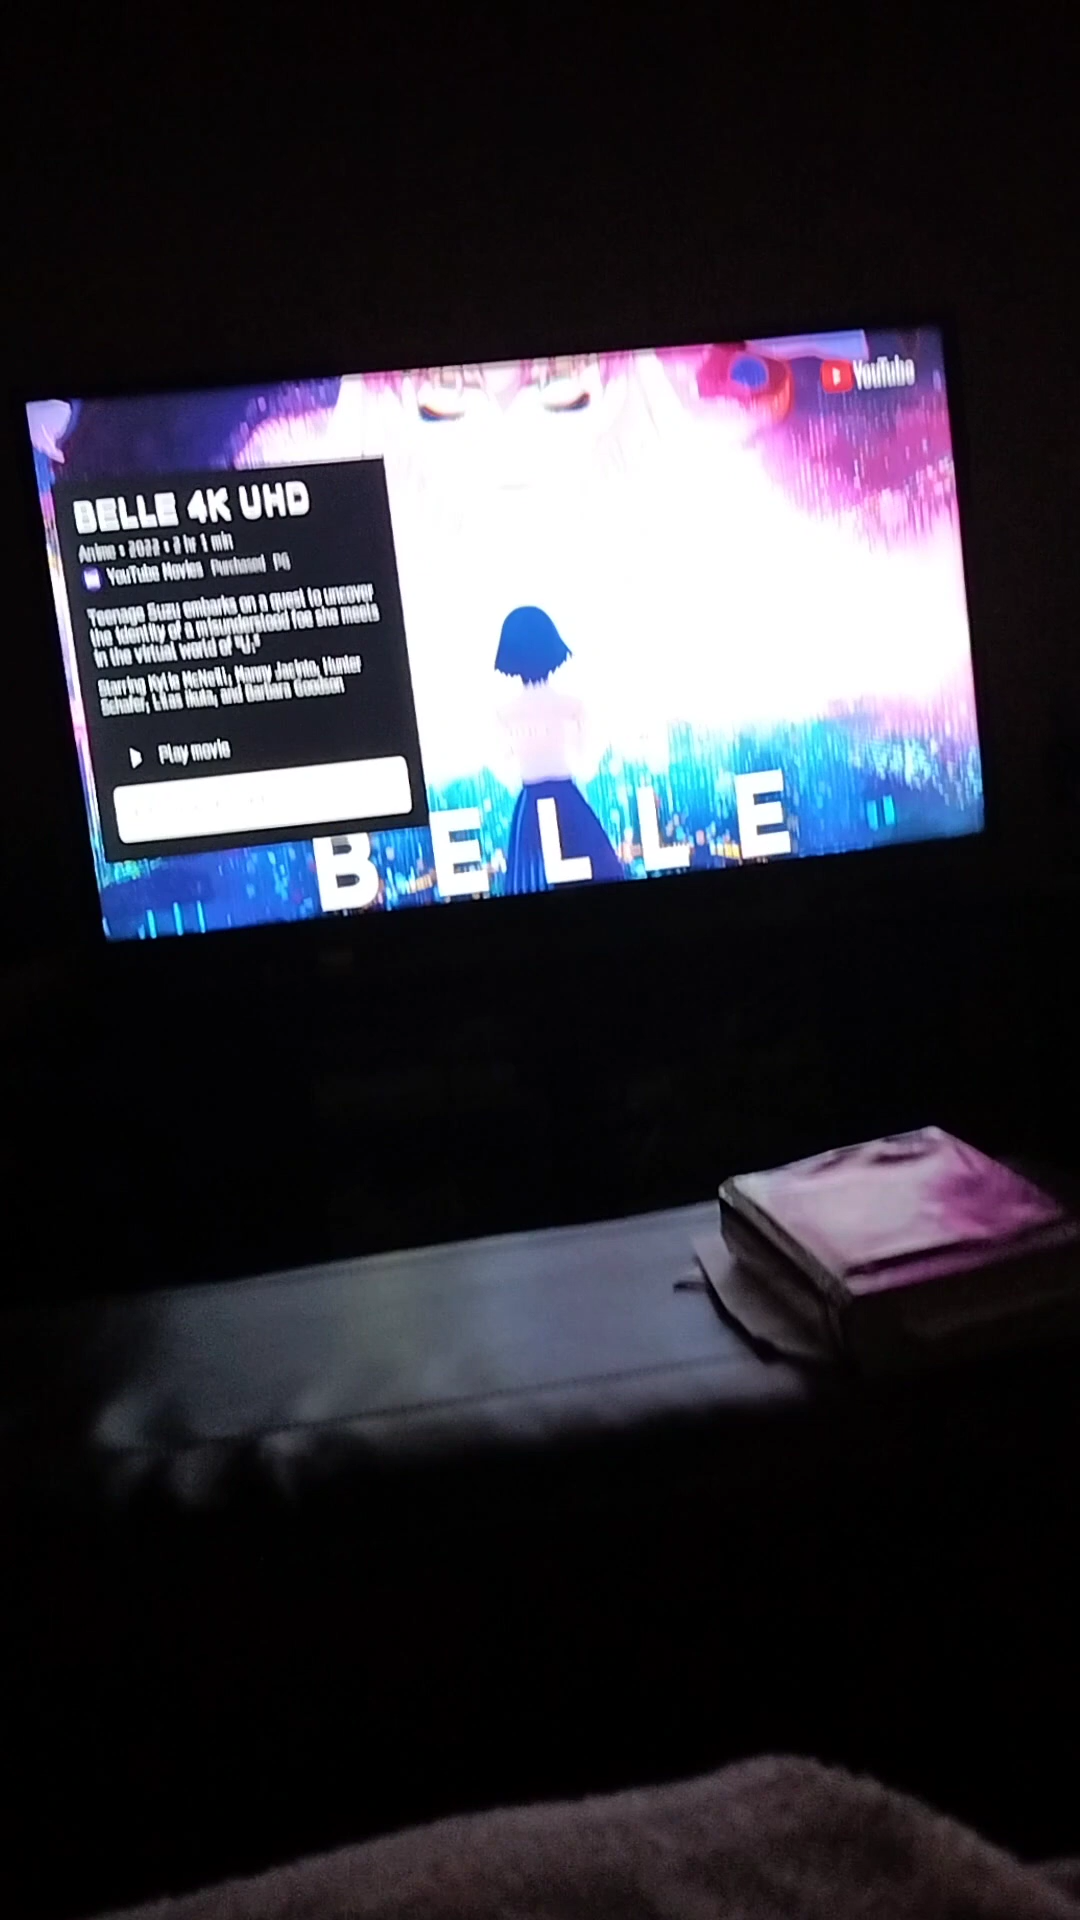 YouTube
BELLE 4K UHD
Anime • 2022 • 2 hr 1 min
YouTube Movies Purchased PG
Teenage Suzu embarks on a quest to uncover
the identity of a misunderstood foe she meets
in the virtual world of "U."
Starring Kylie McNeill, Manny Jacinto, Hunter
Schafer, and Barbara Goodson
Play movie
BELLE